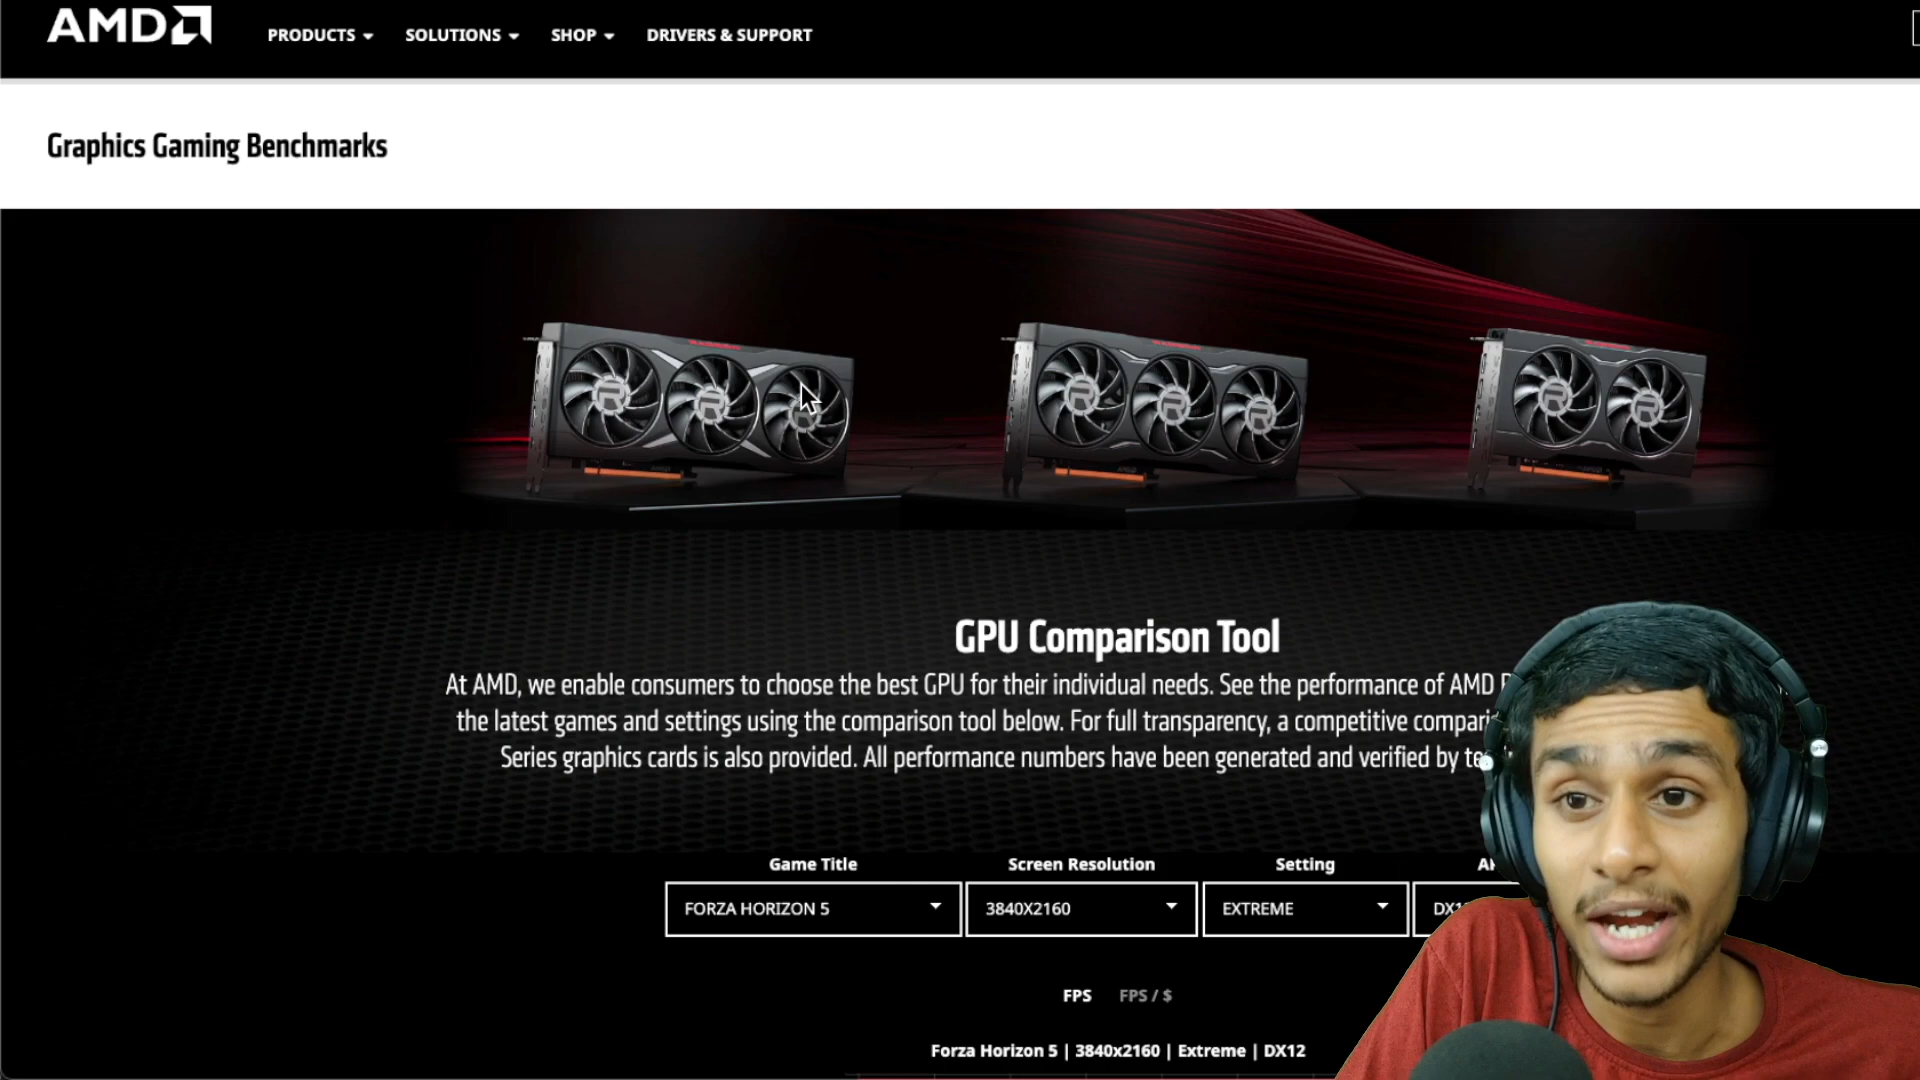 AMD
PRODUCTS SOLUTIONS SHOP DRIVERS & SUPPORT
Graphics Gaming Benchmarks
GPU Comparison Tool
At AMD, we enable consumers to choose the best GPU for their individual needs. See the performance of AMD
the latest games and settings using the comparison tool below. For full transparency, a competitive
Series graphics cards is also provided. All performance numbers have been generated and verified by
Game Title Screen Resolution Setting
FORZA HORIZON 5 3840X2160 EXTREME
FPS FPS / $
Forza Horizon 5 | 3840x2160 | Extreme | DX12